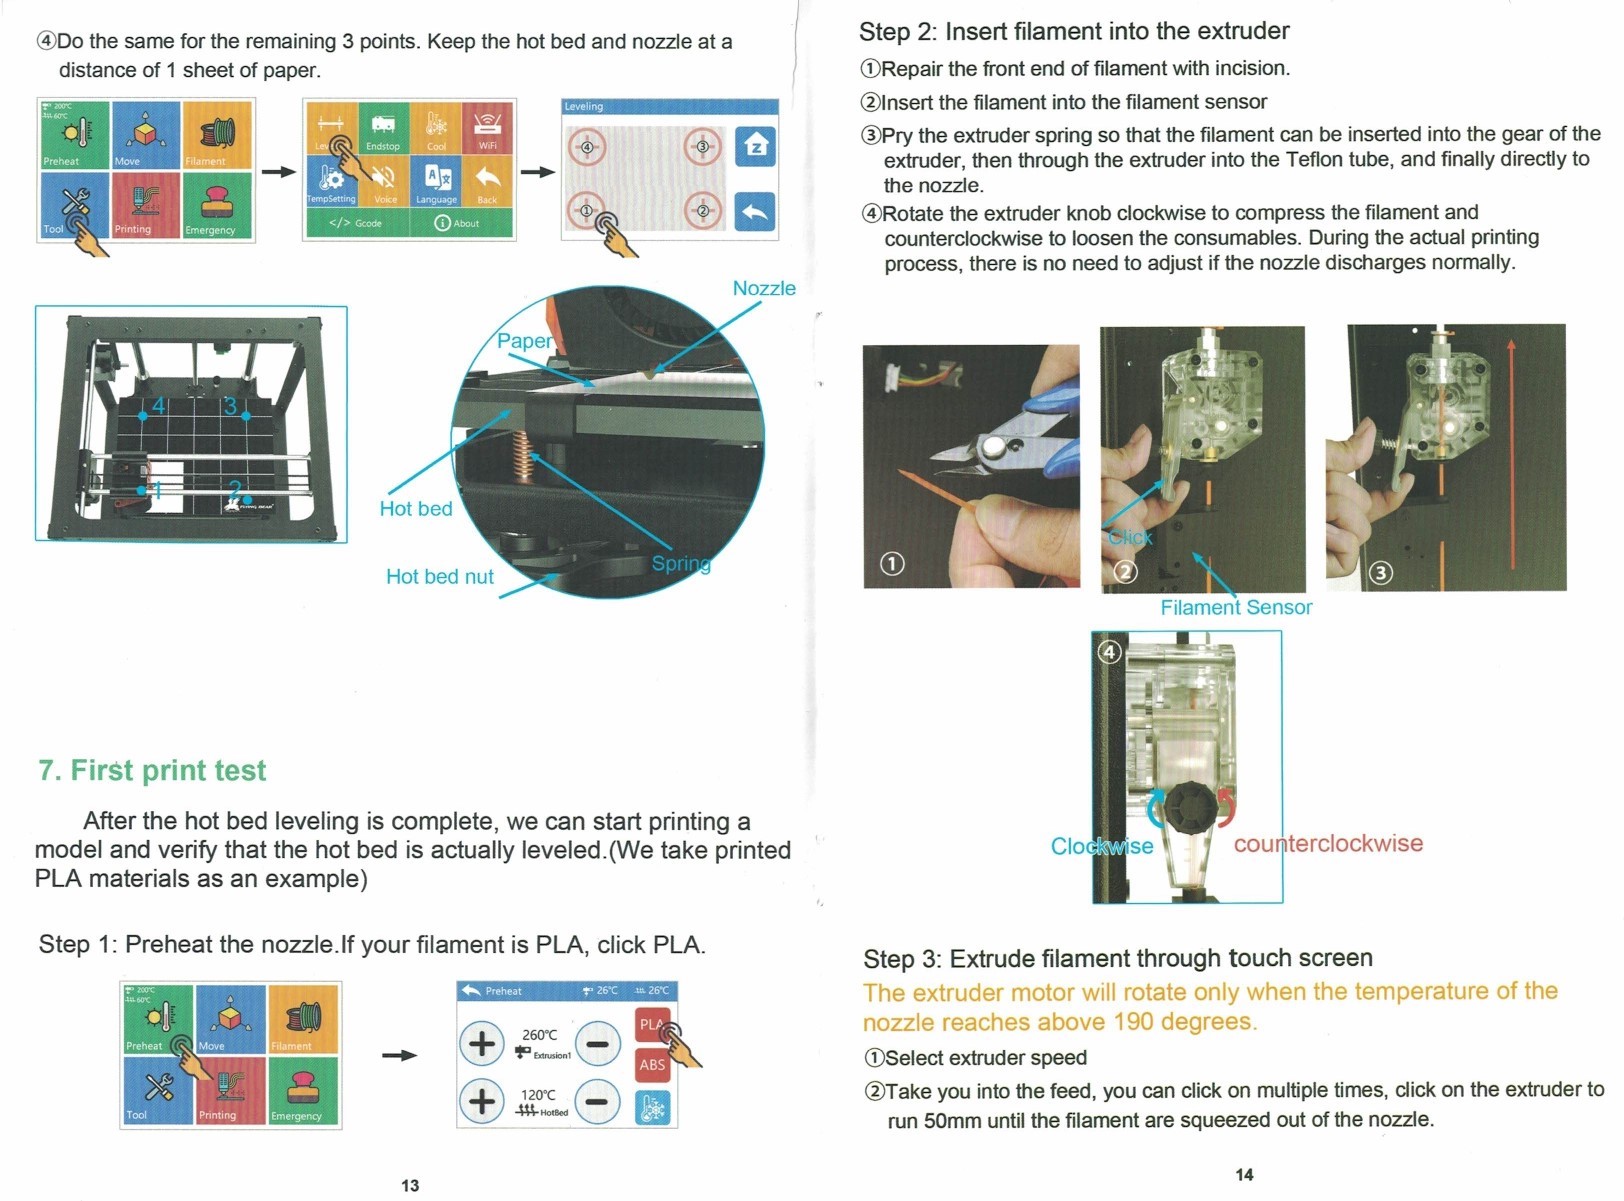 ④Do the same for the remaining 3 points. Keep the hot bed and nozzle at a
distance of 1 sheet of paper.
200℃
60℃
Preheat
Move
Filament
Tool
Printing
Emergency
Endstop
Cool
WiFi
TempSetting
Voice
Language
Back
</> Gcode
About
Leveling
④
③
①
②
Z
4
3
1
2
FLYING BEAR
Nozzle
Paper
Hot bed
Spring
Hot bed nut
7. First print test
After the hot bed leveling is complete, we can start printing a
model and verify that the hot bed is actually leveled.(We take printed
PLA materials as an example)
Step 1: Preheat the nozzle.If your filament is PLA, click PLA.
200℃
60℃
Preheat
Move
Filament
Tool
Printing
Emergency
Preheat
26℃
26℃
260℃
Extrusion1
120℃
HotBed
PLA
ABS
13
Step 2: Insert filament into the extruder
①Repair the front end of filament with incision.
②Insert the filament into the filament sensor
③Pry the extruder spring so that the filament can be inserted into the gear of the
extruder, then through the extruder into the Teflon tube, and finally directly to
the nozzle.
④Rotate the extruder knob clockwise to compress the filament and
counterclockwise to loosen the consumables. During the actual printing
process, there is no need to adjust if the nozzle discharges normally.
①
Click
②
③
Filament Sensor
④
Clockwise
counterclockwise
Step 3: Extrude filament through touch screen
The extruder motor will rotate only when the temperature of the
nozzle reaches above 190 degrees.
①Select extruder speed
②Take you into the feed, you can click on multiple times, click on the extruder to
run 50mm until the filament are squeezed out of the nozzle.
14